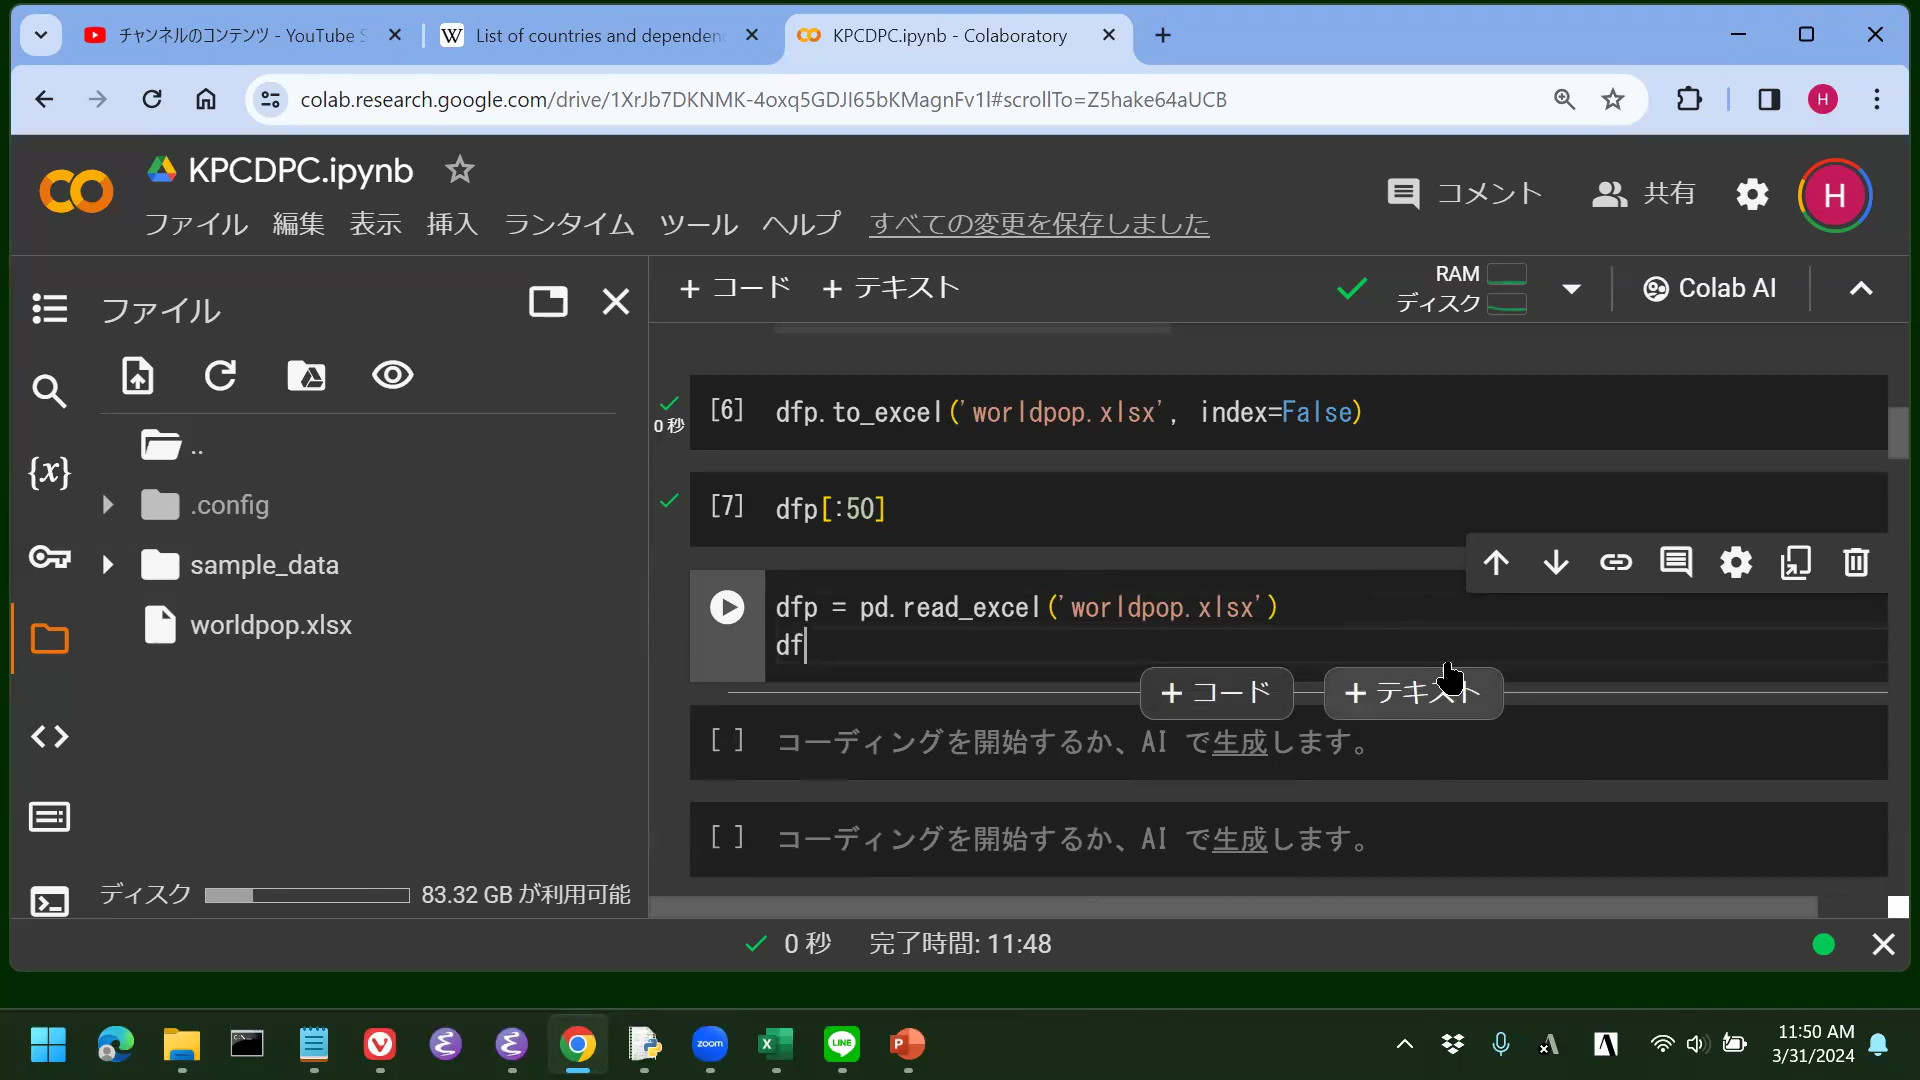 チャンネルのコンテンツ - YouTube S
List of countries and dependen
KPCDPC.ipynb - Colaboratory
colab.research.google.com/drive/1XrJb7DKNMK-4oxq5GDJI65bKMagnFv1l#scrollTo=Z5hake64aUCB
H
KPCDPC.ipynb
コメント
共有
H
ファイル 編集 表示 挿入 ランタイム ツール ヘルプ すべての変更を保存しました
ファイル
+ コード + テキスト
RAM
ディスク
Colab AI
..
.config
sample_data
worldpop.xlsx
ディスク 83.32 GB が利用可能
0 秒
[6] dfp.to_excel('worldpop.xlsx', index=False)
[7] dfp[:50]
dfp = pd.read_excel('worldpop.xlsx')
df
+ コード + テキスト
[ ] コーディングを開始するか、AI で生成します。
[ ] コーディングを開始するか、AI で生成します。
0 秒 完了時間: 11:48
zoom
LINE
11:50 AM
3/31/2024